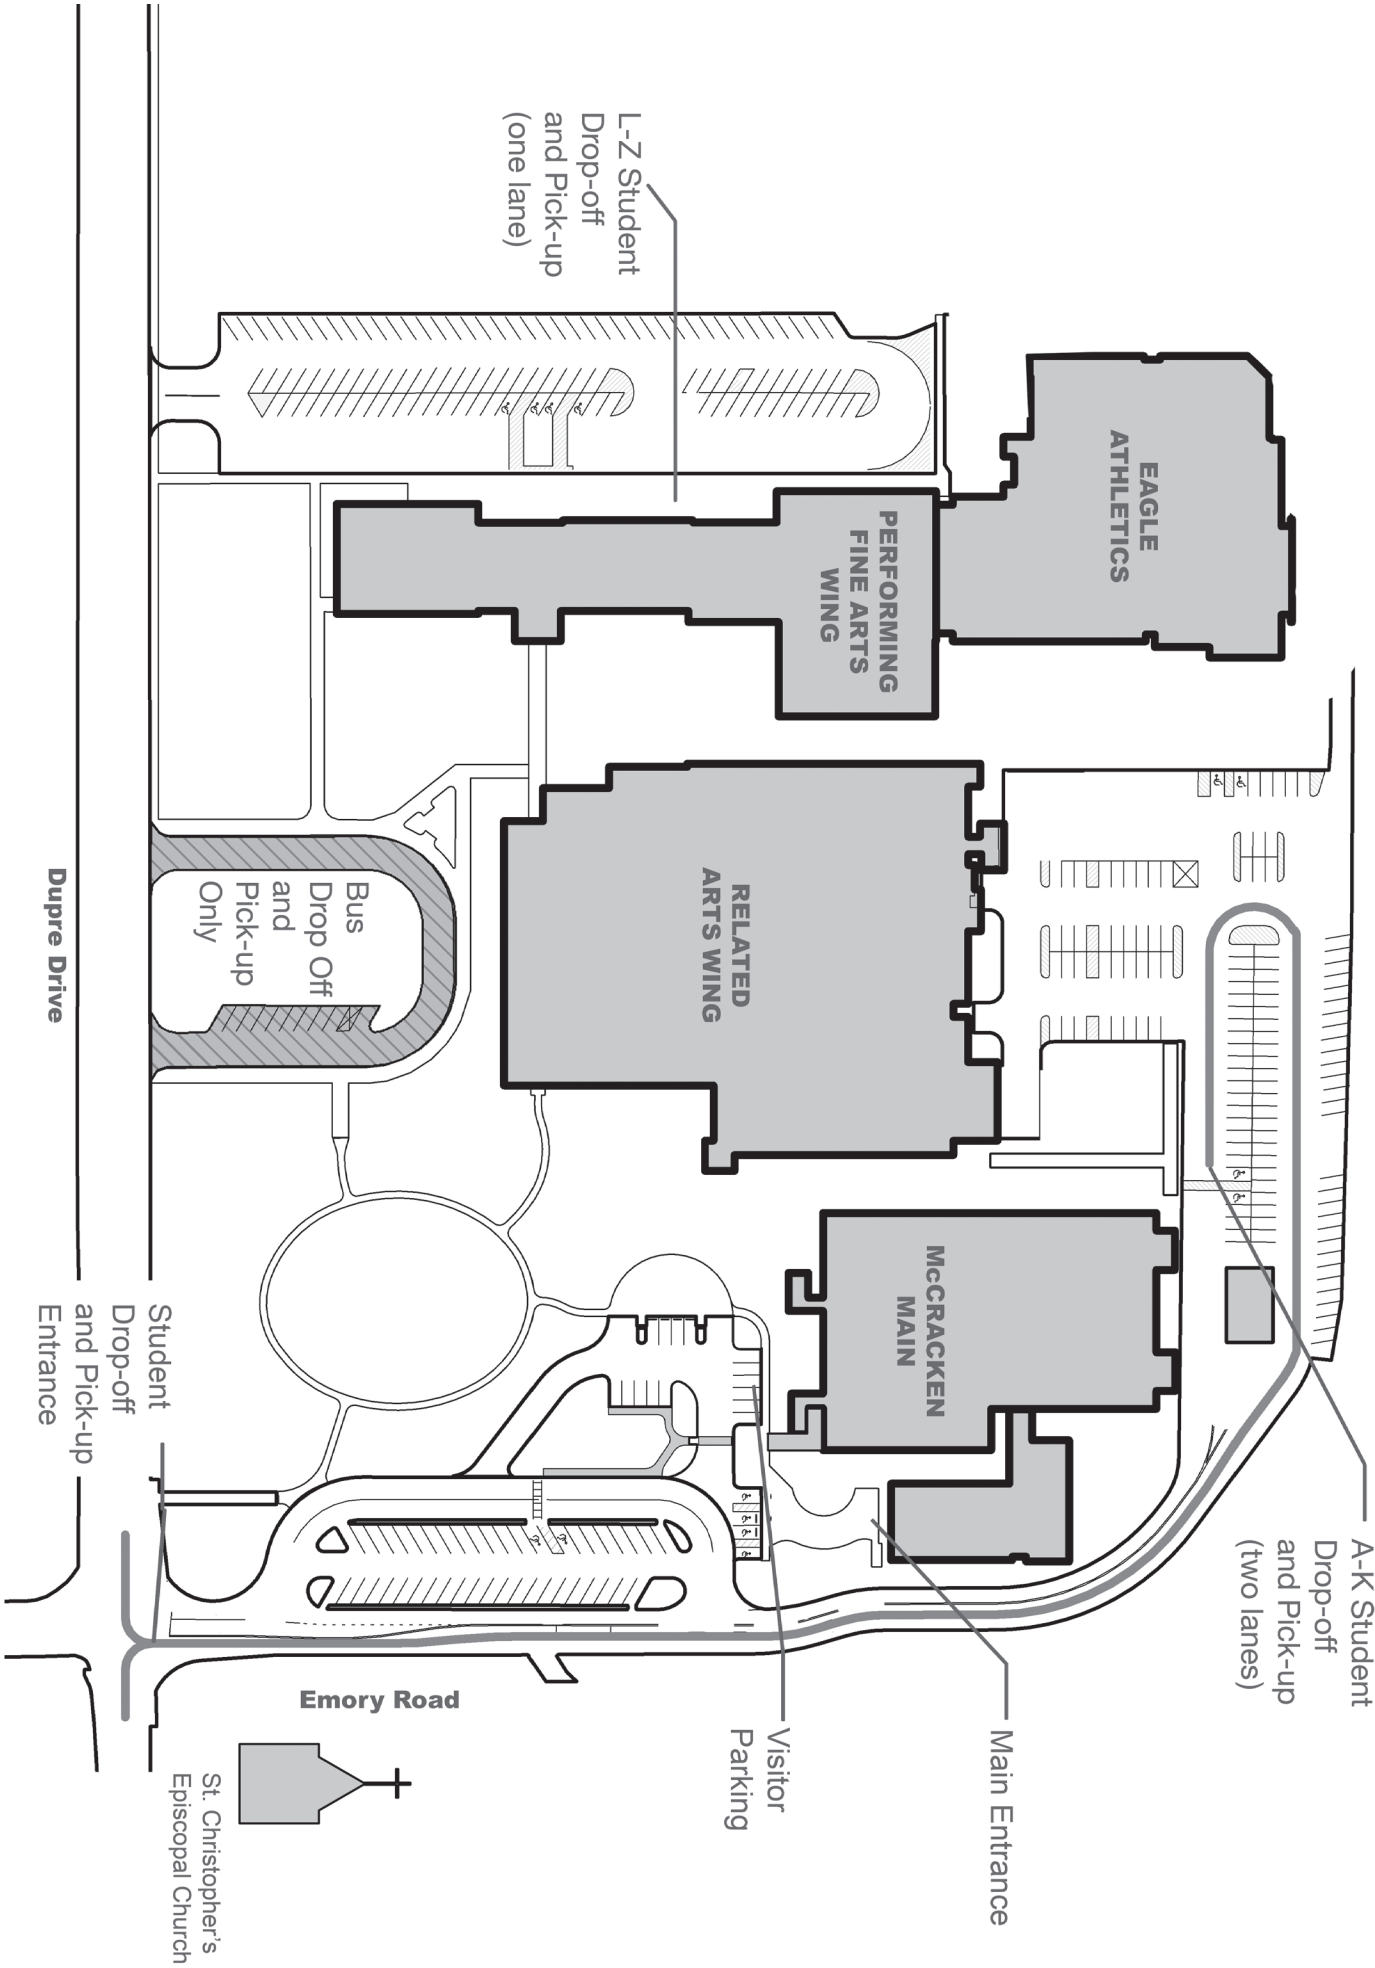 L-Z Student
Drop-off
and Pick-up
(one lane)
EAGLE
ATHLETICS
PERFORMING
FINE ARTS
WING
RELATED
ARTS WING
Bus
Drop Off
and
Pick-up
Only
Dupre Drive
McCRACKEN
MAIN
Student
Drop-off
and Pick-up
Entrance
A-K Student
Drop-off
and Pick-up
(two lanes)
Main Entrance
Visitor
Parking
Emory Road
St. Christopher's
Episcopal Church